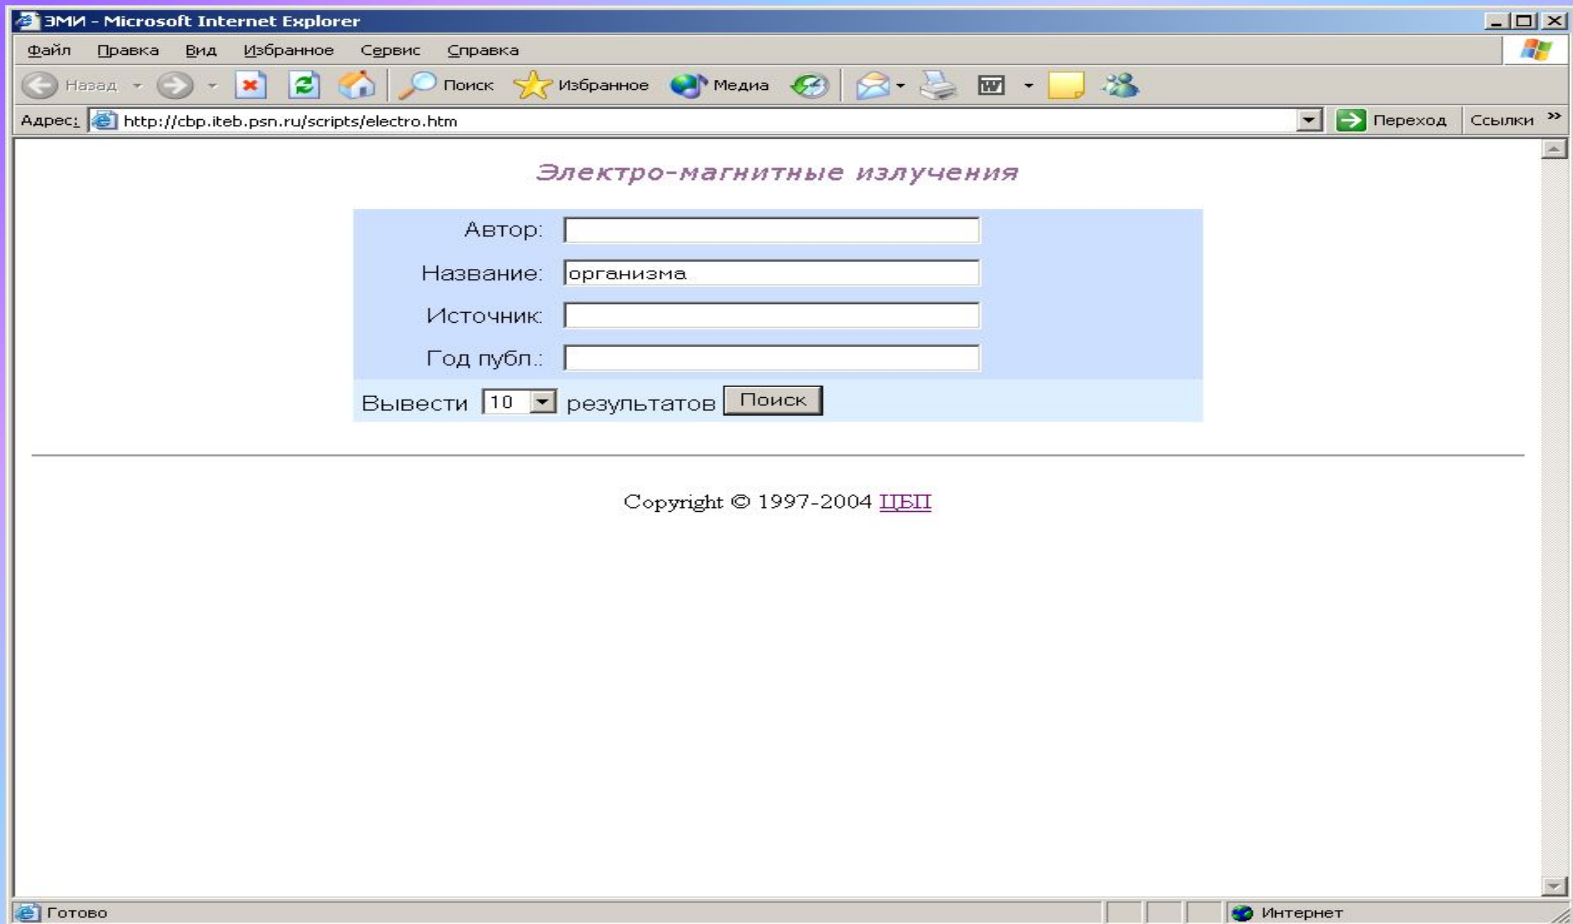 ЭМИ - Microsoft Internet Explorer
Файл Правка Вид Избранное Сервис Справка
Назад Поиск Избранное Медиа
Адрес: http://cbp.iteb.psn.ru/scripts/electro.htm Переход Ссылки »
Электро-магнитные излучения
Автор:
Название: организма
Источник:
Год публ.:
Вывести 10 результатов Поиск
Copyright © 1997-2004 ЦБП
Готово Интернет